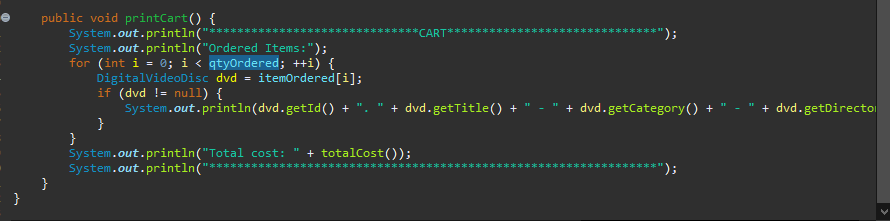 public void printCart() {
System.out.println("******************************CART******************************");
System.out.println("Ordered Items:");
for (int i = 0; i < qtyOrdered; ++i) {
DigitalVideoDisc dvd = itemOrdered[i];
if (dvd != null) {
System.out.println(dvd.getId() + ". " + dvd.getTitle() + " - " + dvd.getCategory() + " - " + dvd.getDirector
}
}
System.out.println("Total cost: " + totalCost());
System.out.println("****************************************************************");
}
}